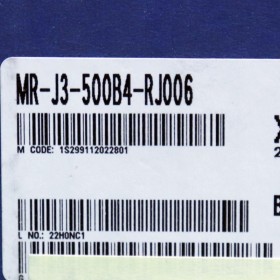 MR-J3-500B4-RJ006
M CODE: 1S299112022801
L NO.: 22H0NC1